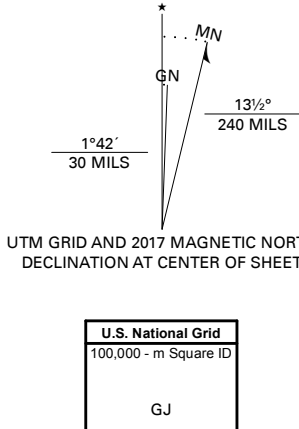 ★
MN
GN
1°42´
30 MILS
13½°
240 MILS
UTM GRID AND 2017 MAGNETIC NORT
DECLINATION AT CENTER OF SHEET
U.S. National Grid
100,000 - m Square ID
GJ